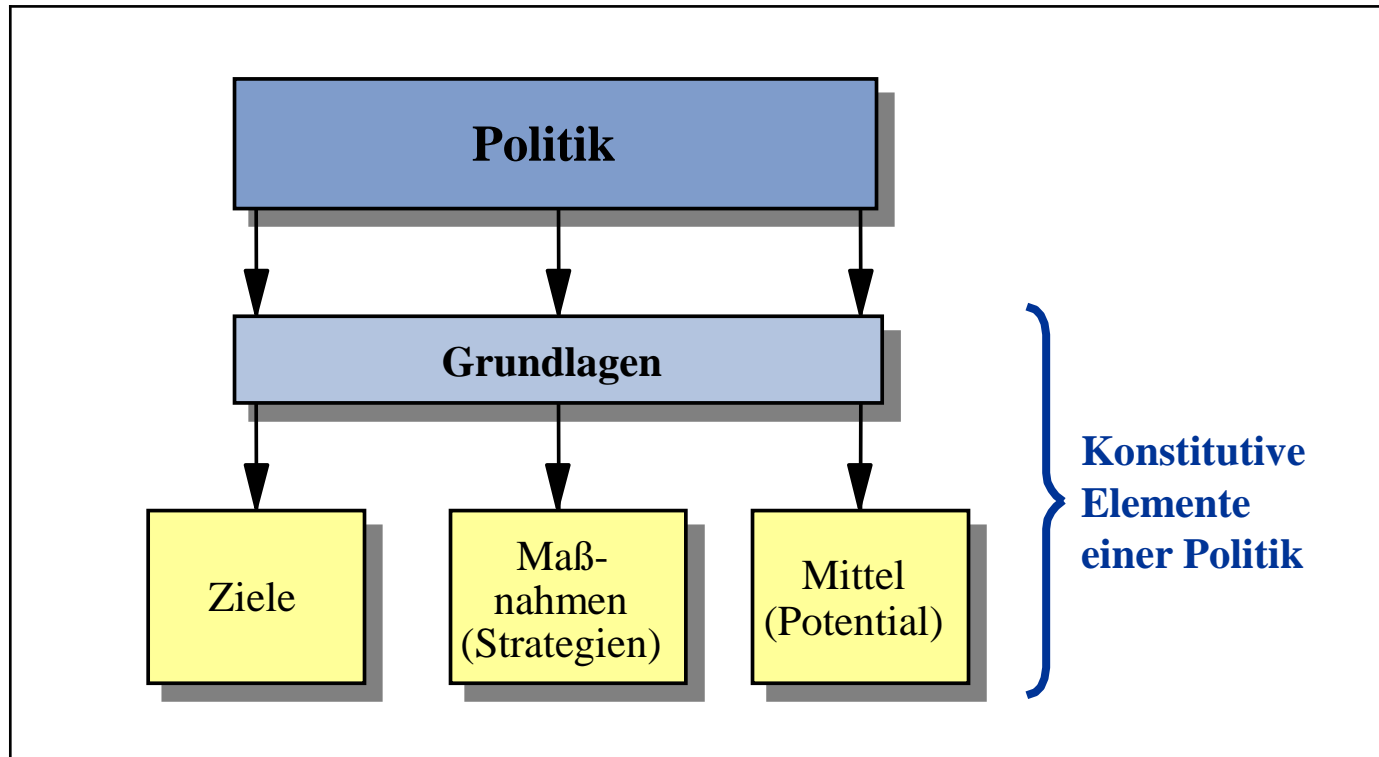 Politik
Grundlagen
Ziele
Maß-
nahmen
(Strategien)
Mittel
(Potential)
Konstitutive
Elemente
einer Politik